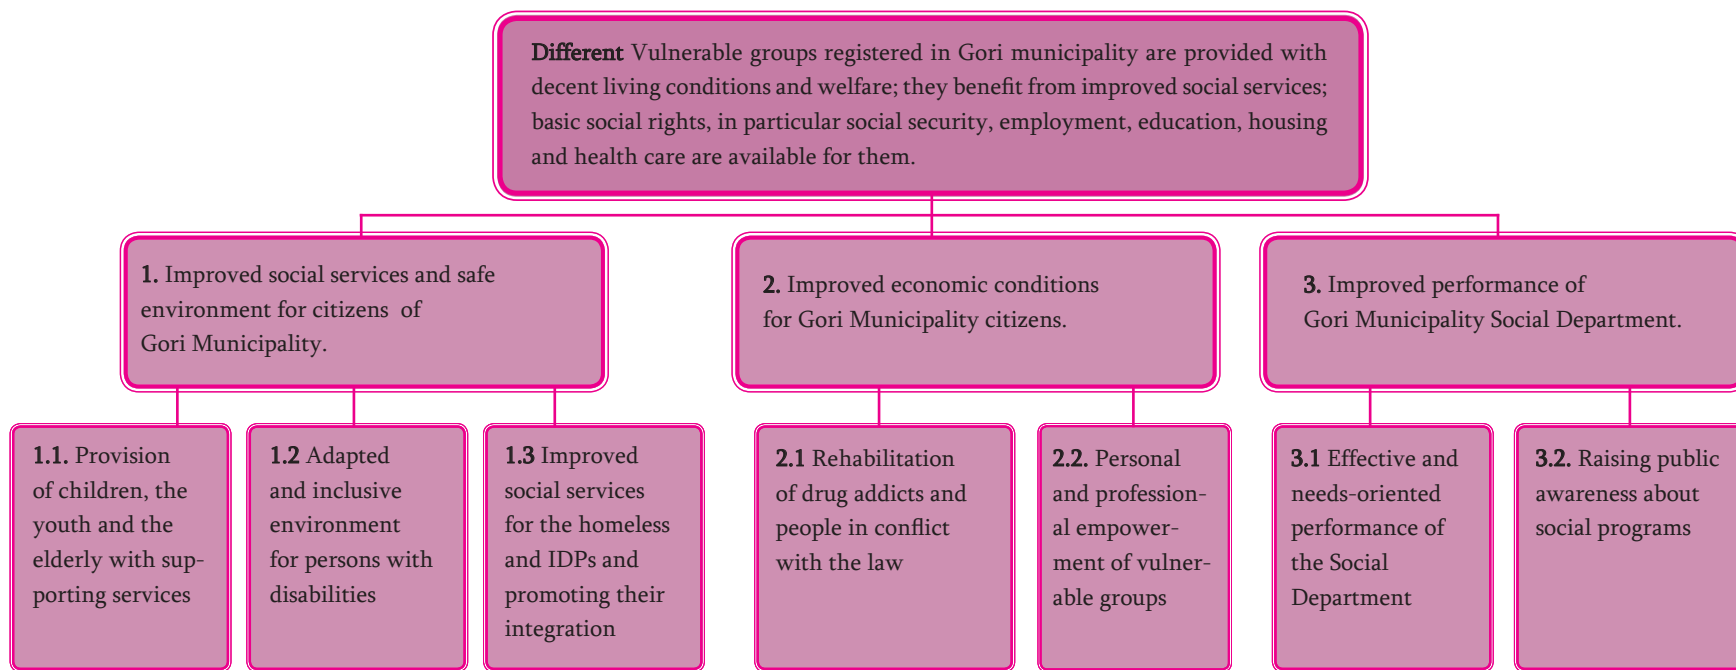 Different Vulnerable groups registered in Gori municipality are provided with
decent living conditions and welfare; they benefit from improved social services;
basic social rights, in particular social security, employment, education, housing
and health care are available for them.
1. Improved social services and safe
environment for citizens of
Gori Municipality.
2. Improved economic conditions
for Gori Municipality citizens.
3. Improved performance of
Gori Municipality Social Department.
1.1. Provision
of children, the
youth and the
elderly with sup-
porting services
1.2 Adapted
and inclusive
environment
for persons with
disabilities
1.3 Improved
social services
for the homeless
and IDPs and
promoting their
integration
2.1 Rehabilitation
of drug addicts and
people in conflict
with the law
2.2. Personal
and profession-
al empower-
ment of vulner-
able groups
3.1 Effective and
needs-oriented
performance of
the Social
Department
3.2. Raising public
awareness about
social programs